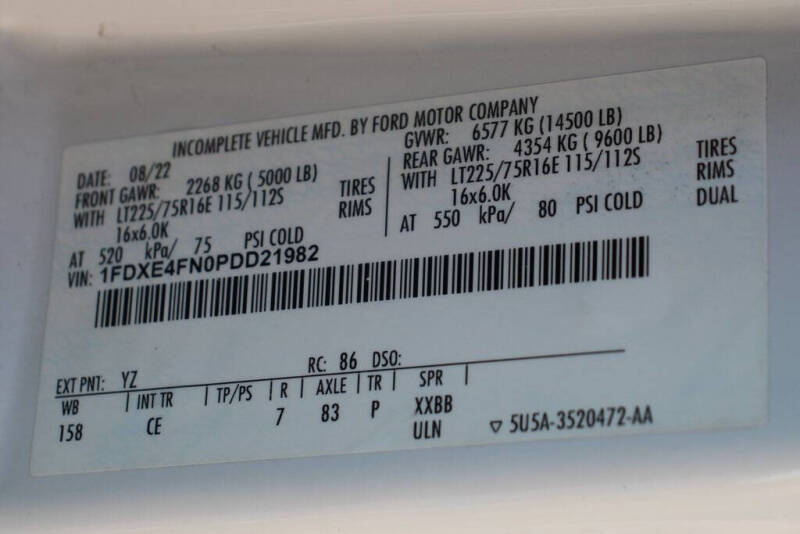 INCOMPLETE VEHICLE MFD. BY FORD MOTOR COMPANY
DATE: 08/22 GVWR: 6577 KG (14500 LB)
FRONT GAWR: 2268 KG ( 5000 LB) REAR GAWR: 4354 KG ( 9600 LB)
WITH LT225/75R16E 115/112S TIRES WITH LT225/75R16E 115/112S TIRES
16x6.0K RIMS 16x6.0K RIMS
AT 520 kPa/ 75 PSI COLD AT 550 kPa/ 80 PSI COLD DUAL
VIN: 1FDXE4FN0PDD21982
EXT PNT: YZ RC: 86 DSO:
WB INT TR TP/PS R AXLE TR SPR
158 CE 7 83 P XXBB
ULN ▽ 5U5A-3520472-AA